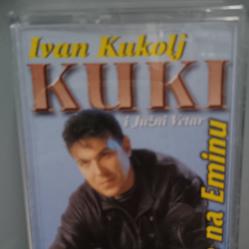 Ivan Kukolj
KUKI
i Južni Vetar
na Eminu